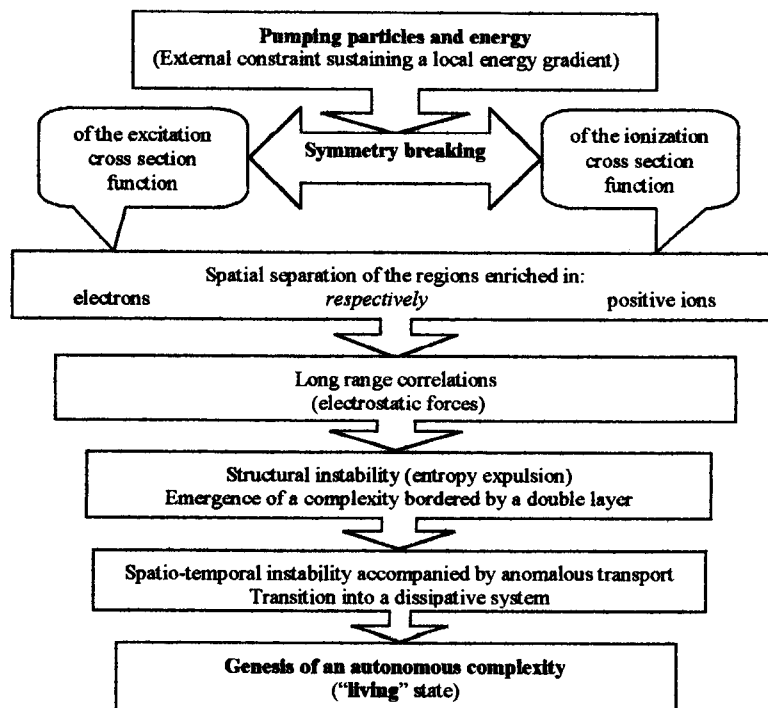 Pumping particles and energy
(External constraint sustaining a local energy gradient)
of the excitation
cross section
function
Symmetry breaking
of the ionization
cross section
function
Spatial separation of the regions enriched in:
electrons respectively positive ions
Long range correlations
(electrostatic forces)
Structural instability (entropy expulsion)
Emergence of a complexity bordered by a double layer
Spatio-temporal instability accompanied by anomalous transport
Transition into a dissipative system
Genesis of an autonomous complexity
(“living” state)